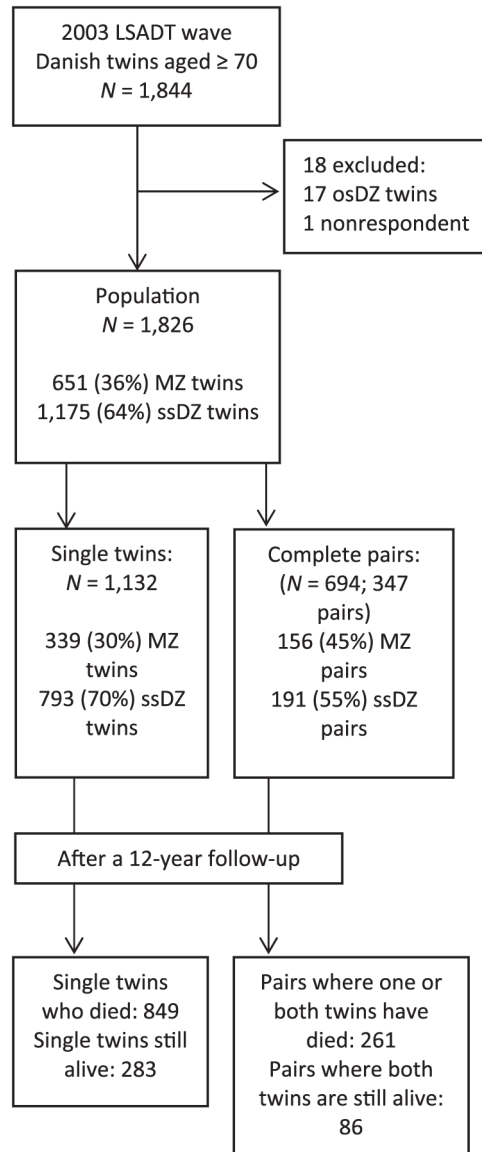 2003 LSADT wave
Danish twins aged ≥ 70
N = 1,844
18 excluded:
17 osDZ twins
1 nonrespondent
Population
N = 1,826
651 (36%) MZ twins
1,175 (64%) ssDZ twins
Single twins:
N = 1,132
339 (30%) MZ
twins
793 (70%) ssDZ
twins
Complete pairs:
(N = 694; 347
pairs)
156 (45%) MZ
pairs
191 (55%) ssDZ
pairs
After a 12-year follow-up
Single twins
who died: 849
Single twins still
alive: 283
Pairs where one or
both twins have
died: 261
Pairs where both
twins are still alive:
86